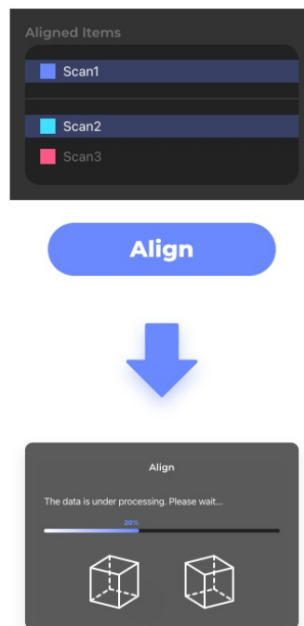 Aligned Items
Scan1
Scan2
Scan3
Align
Align
The data is under processing. Please wait...
20%